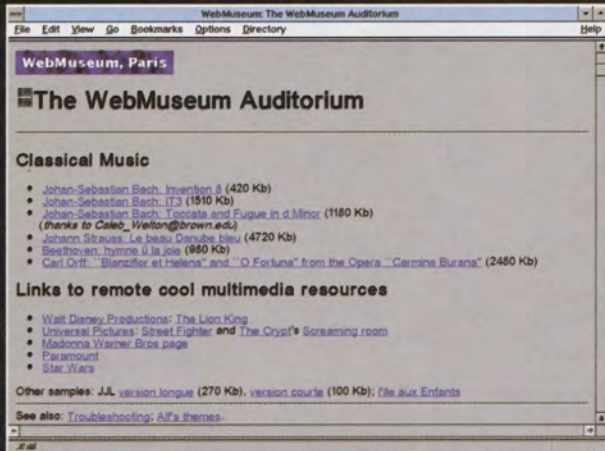 WebMuseum: The WebMuseum Auditorium
File Edit View Go Bookmarks Options Directory Help
WebMuseum, Paris
The WebMuseum Auditorium
Classical Music
Johan-Sebastian Bach: Invention 8 (420 Kb)
Johan-Sebastian Bach: IT3 (1510 Kb)
Johan-Sebastian Bach: Toccata and Fugue in d Minor (1180 Kb)
(thanks to Caleb_Welton@brown.edu)
Johann Strauss: Le beau Danube bleu (4720 Kb)
Beethoven: hymne û la joie (980 Kb)
Carl Orff: ``Blanziflor et Helena" and ``O Fortuna" from the Opera ``Carmina Burana" (2480 Kb)
Links to remote cool multimedia resources
Walt Disney Productions: The Lion King
Universal Pictures: Street Fighter and The Crypt's Screaming room
Madonna Warner Bros page
Paramount
Star Wars
Other samples: JJL version longue (270 Kb), version courte (100 Kb); l'île aux Enfants
See also: Troubleshooting; Alf's themes.